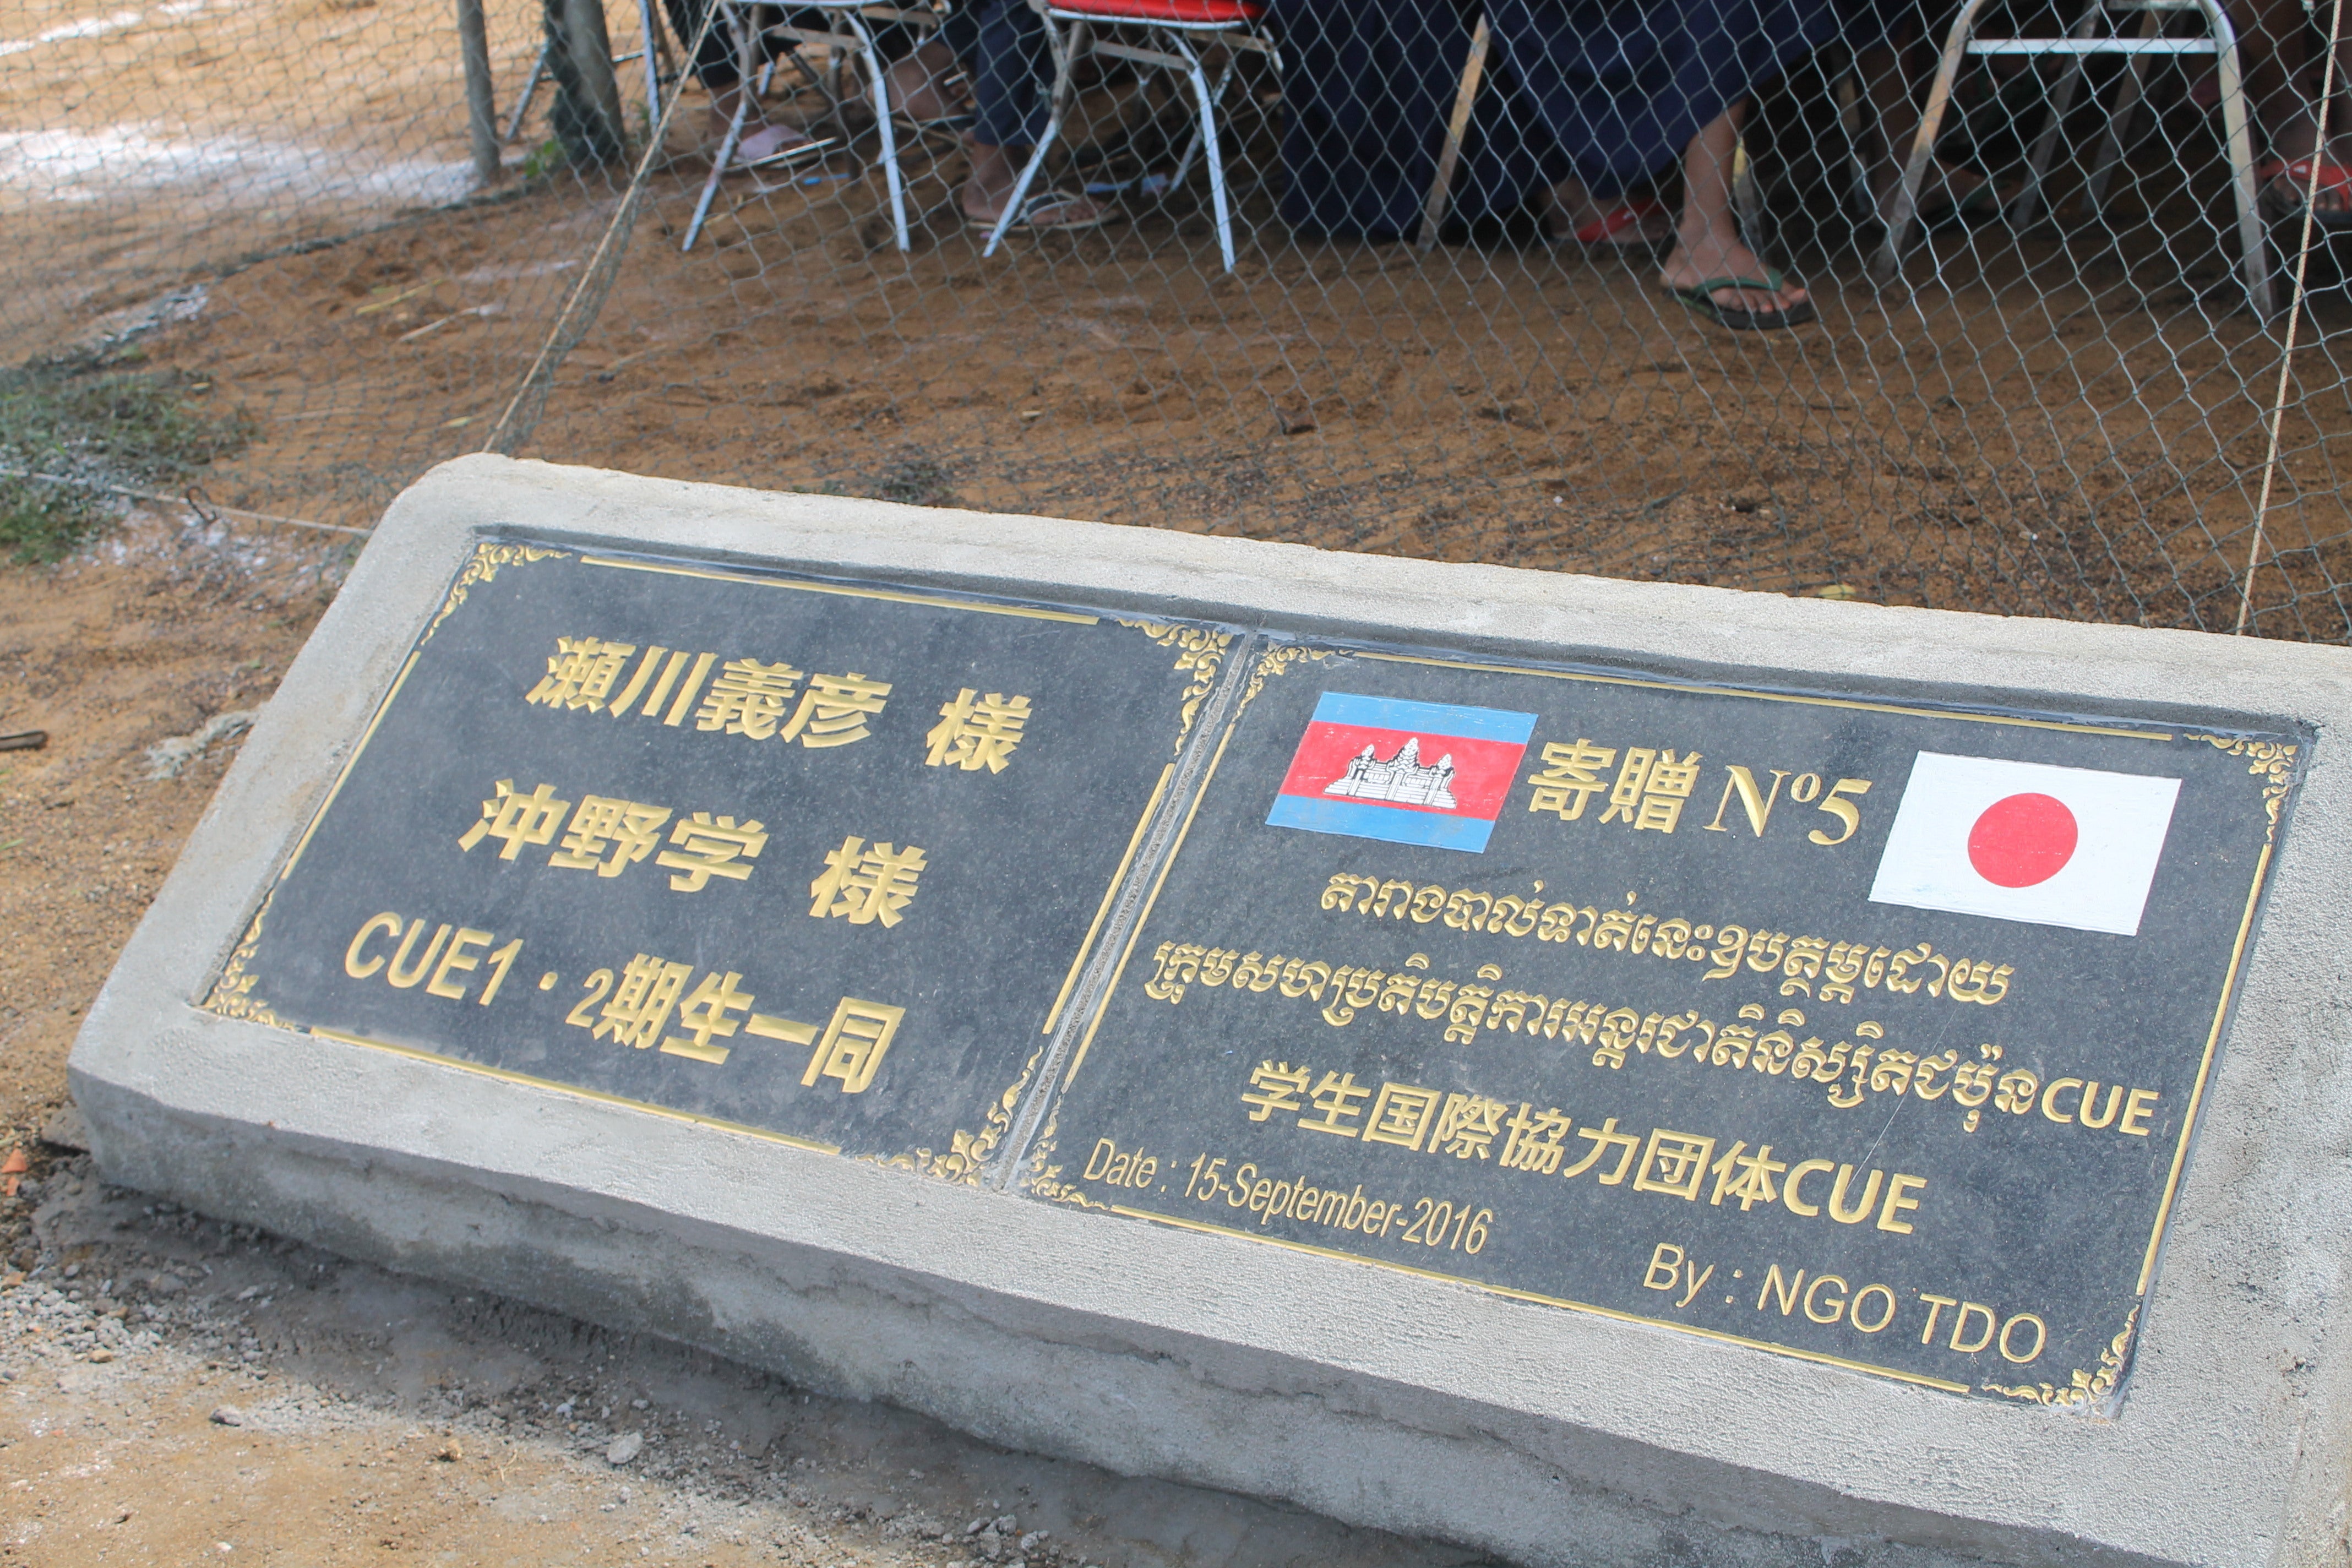 瀬川義彦 様
沖野学 様
CUE1・2期生一同
寄贈 Nº5
តារាងបាល់ទាត់នេះឧបត្ថម្ភដោយ
ក្រុមសហប្រតិបត្តិការអន្តរជាតិនិស្សិតជប៉ុនCUE
学生国際協力団体CUE
Date : 15-September-2016
By : NGO TDO